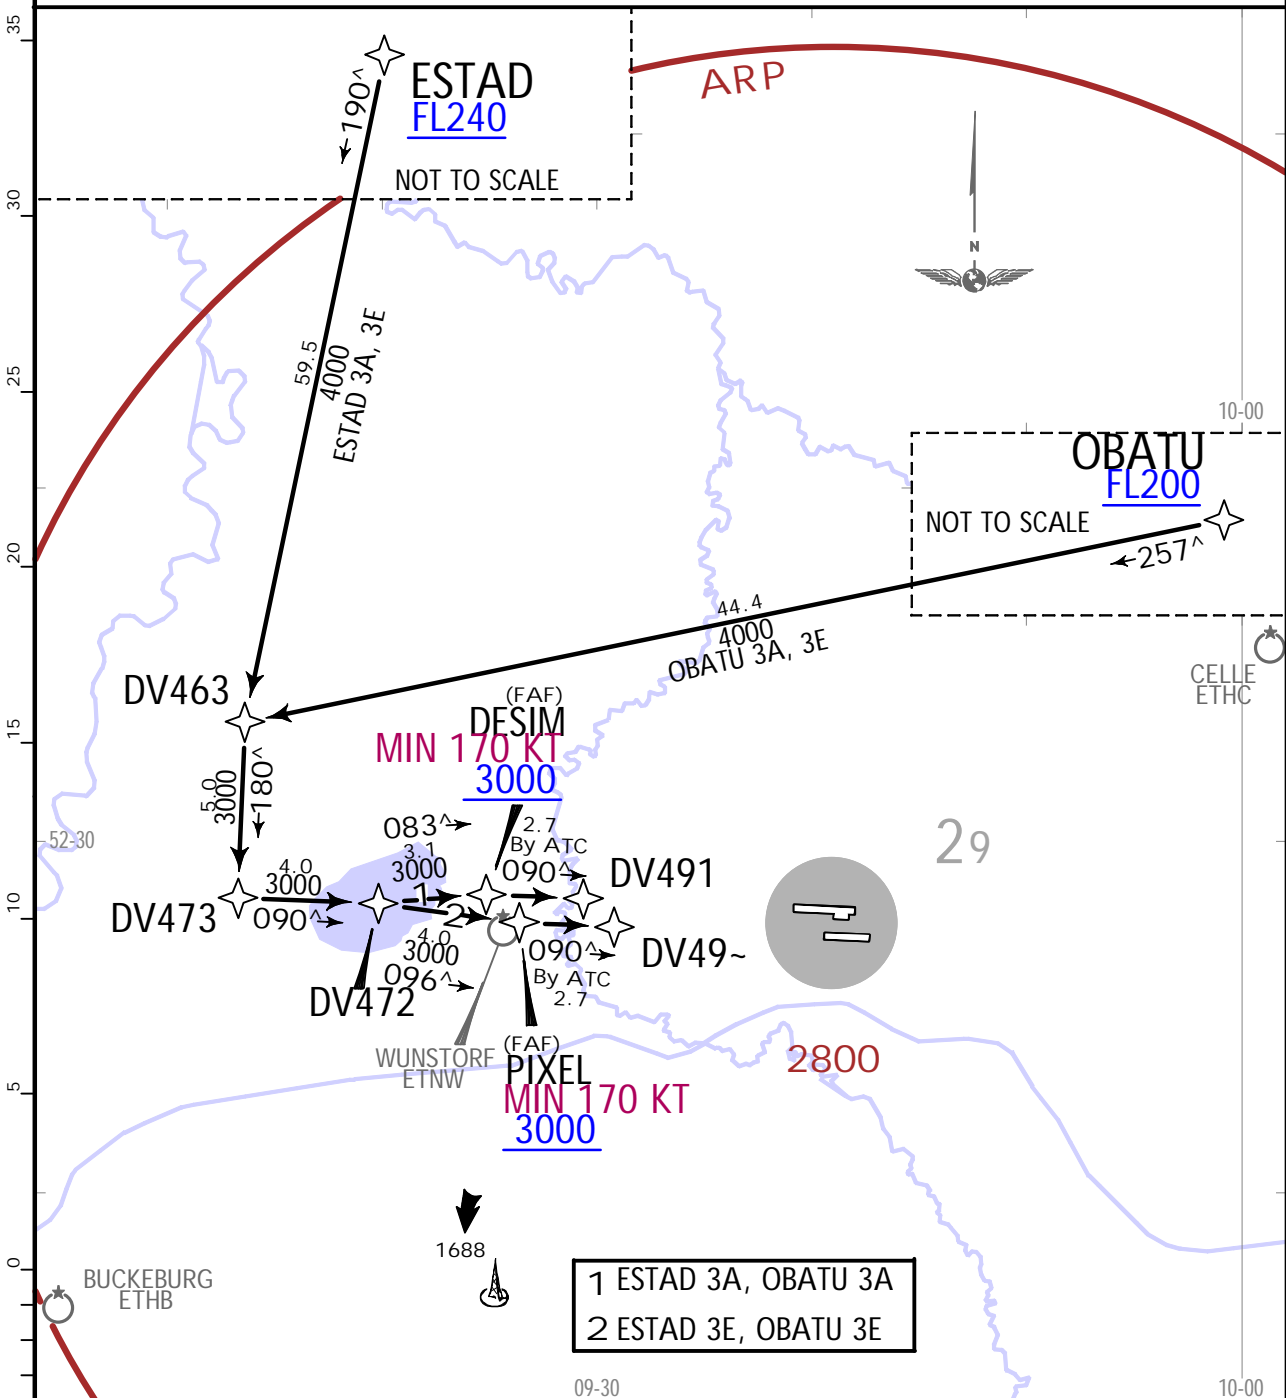 35
ARP
ESTAD
FL240
190^
NOT TO SCALE
30
N
59.5
4000
ESTAD 3A, 3E
25
10-00
OBATU
FL200
NOT TO SCALE
257^
20
44.4
4000
OBATU 3A, 3E
CELLE
ETHC
DV463
(FAF)
DESIM
MIN 170 KT
3000
15
5.0
3000
180^
083^
2.7
By ATC
52-30
29
3.1
3000
090^
DV491
4.0
3000
1
10
DV473
090^
2
4.0
3000
090^
DV49~
096^
By ATC
2.7
DV472
WUNSTORF
ETNW
(FAF)
PIXEL
MIN 170 KT
3000
2800
5
1688
0
BUCKEBURG
ETHB
1 ESTAD 3A, OBATU 3A
2 ESTAD 3E, OBATU 3E
09-30
10-00